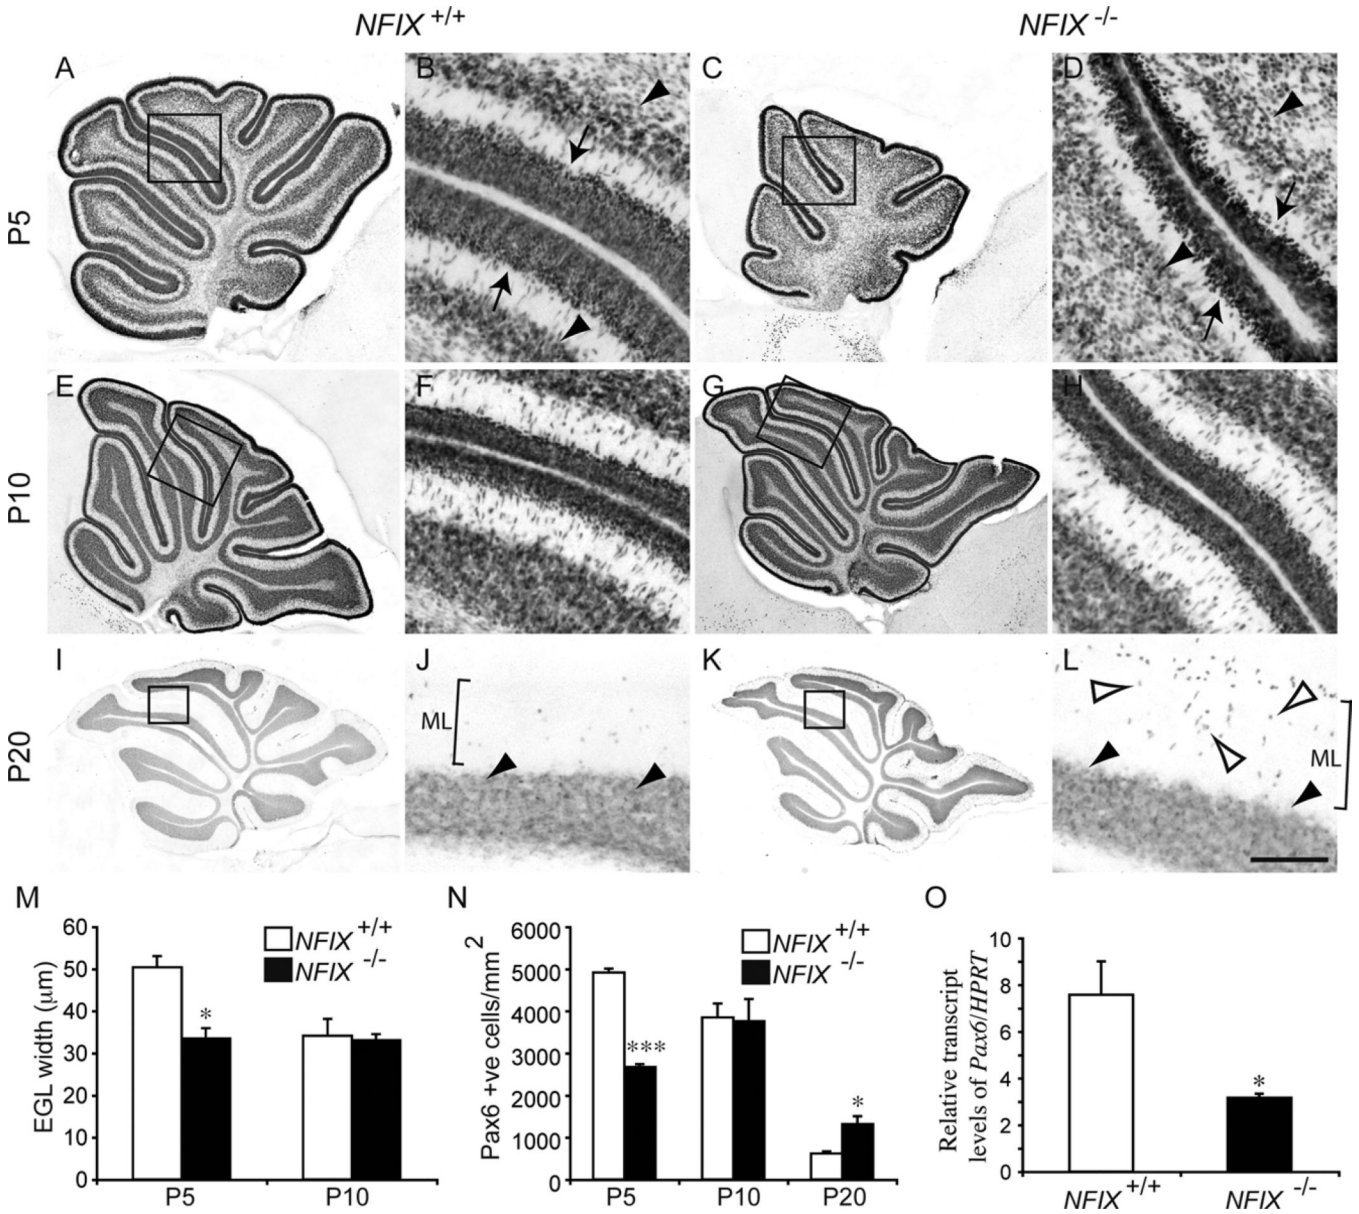 NFIX +/+ NFIX -/-
A B C D
P5
E F G H
P10
I J K L
ML ML
P20
M N O
EGL width (μm)
60
50
40
30
20
10
0
NFIX +/+
NFIX -/-
*
P5 P10
Pax6 +ve cells/mm2
6000
5000
4000
3000
2000
1000
0
NFIX +/+
NFIX -/-
***
*
P5 P10 P20
Relative transcript
levels of Pax6/HPRT
10
8
6
4
2
0
*
NFIX +/+ NFIX -/-